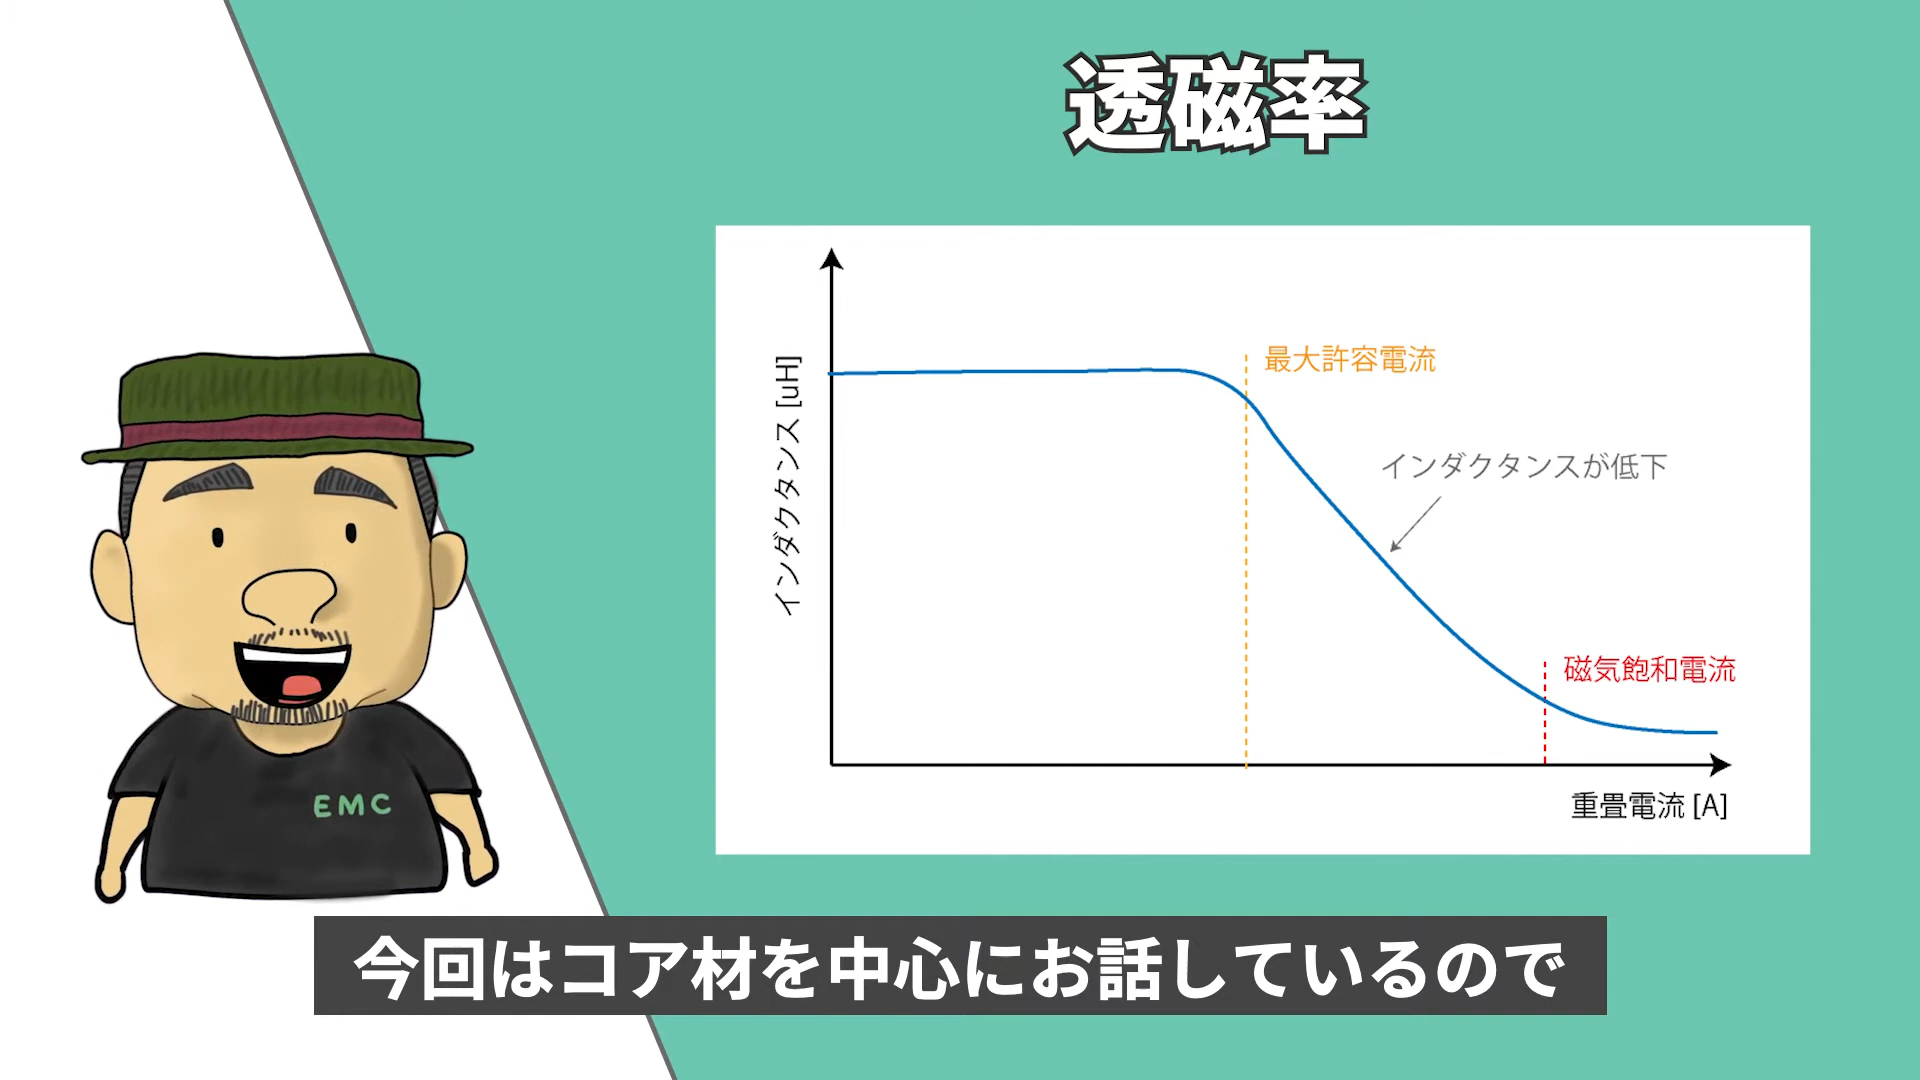 透磁率
最大許容電流
インダクタンス [uH]
インダクタンスが低下
磁気飽和電流
重畳電流 [A]
EMC
今回はコア材を中心にお話しているので